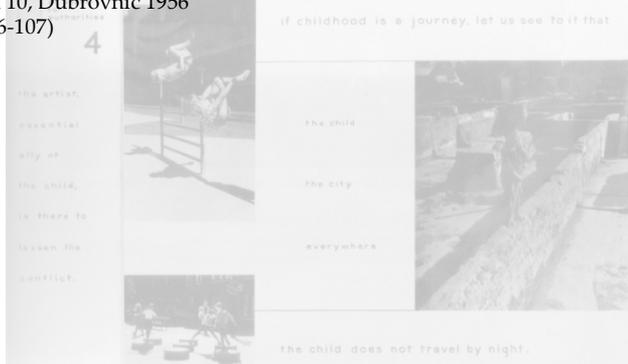 10, Dubrovnic 1956
6-107)
authorities
4
the artist,
essential
ally of
the child,
is there to
lessen the
conflict.
if childhood is a journey, let us see to it that
the child
the city
everywhere
the child does not travel by night.